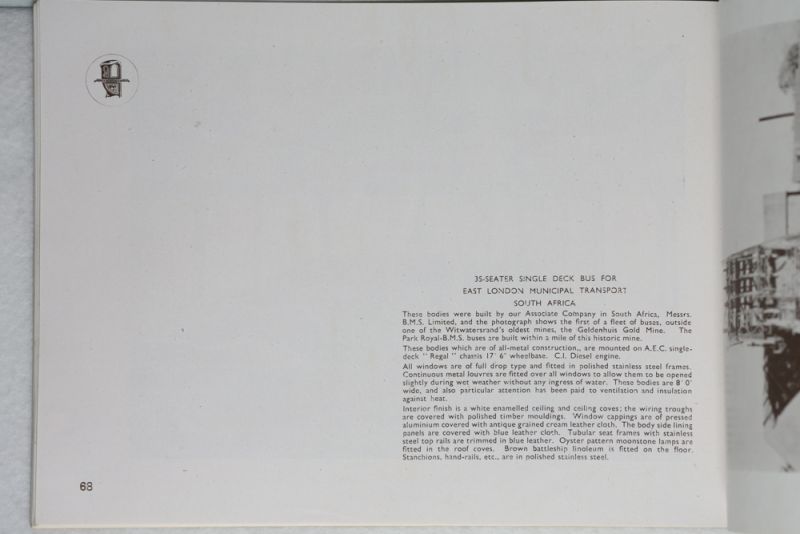 35-SEATER SINGLE DECK BUS FOR
EAST LONDON MUNICIPAL TRANSPORT
SOUTH AFRICA
These bodies were built by our Associate Company in South Africa, Messrs.
B.M.S. Limited, and the photograph shows the first of a fleet of buses, outside
one of the Witwatersrand's oldest mines, the Geldenhuis Gold Mine. The
Park Royal-B.M.S. buses are built within a mile of this historic mine.
These bodies which are of all-metal construction,, are mounted on A.E.C. single-
deck " Regal " chassis 17' 6" wheelbase. C.I. Diesel engine.
All windows are of full drop type and fitted in polished stainless steel frames.
Continuous metal louvres are fitted over all windows to allow them to be opened
slightly during wet weather without any ingress of water. These bodies are 8' 0"
wide, and also particular attention has been paid to ventilation and insulation
against heat.
Interior finish is a white enamelled ceiling and ceiling coves; the wiring troughs
are covered with polished timber mouldings. Window cappings are of pressed
aluminium covered with antique grained cream leather cloth. The body side lining
panels are covered with blue leather cloth. Tubular seat frames with stainless
steel top rails are trimmed in blue leather. Oyster pattern moonstone lamps are
fitted in the roof coves. Brown battleship linoleum is fitted on the floor.
Stanchions, hand-rails, etc., are in polished stainless steel.
68